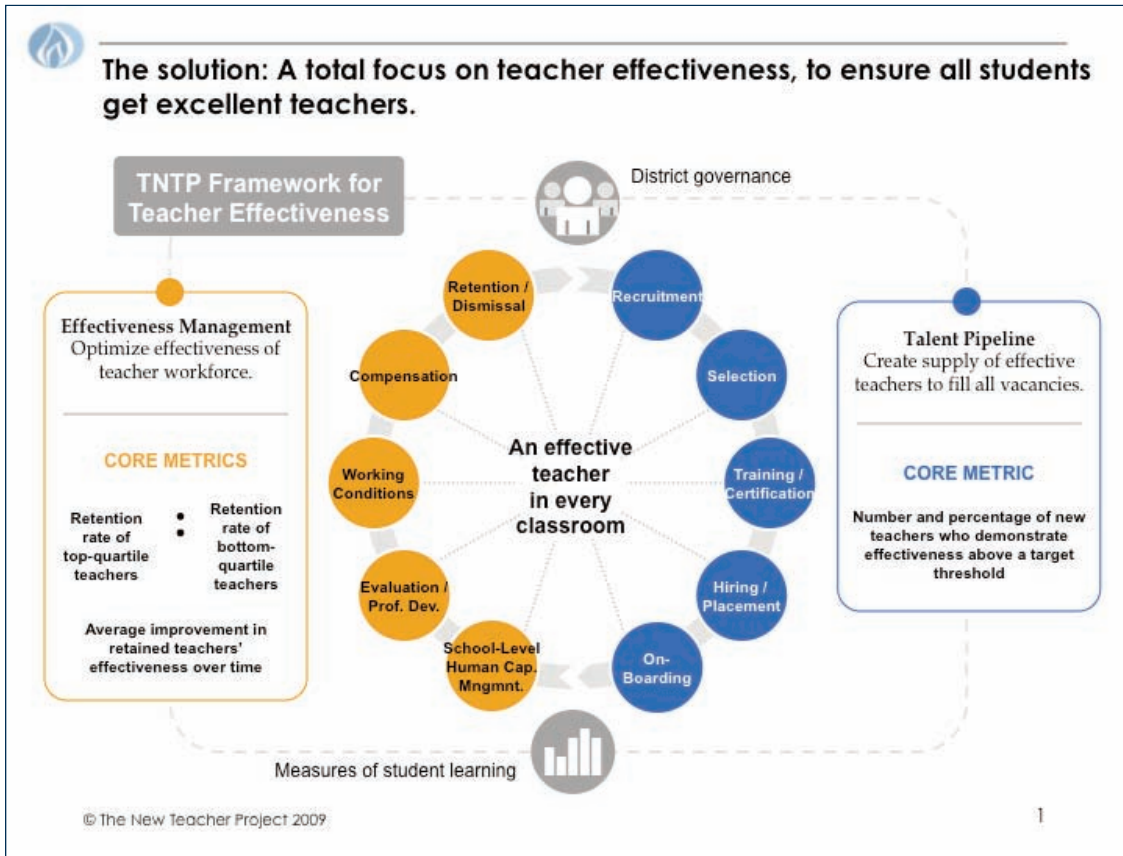 The solution: A total focus on teacher effectiveness, to ensure all students
get excellent teachers.
TNTP Framework for
Teacher Effectiveness
District governance
Effectiveness Management
Optimize effectiveness of
teacher workforce.
CORE METRICS
Retention
rate of
top-quartile
teachers
:
Retention
rate of
bottom-
quartile
teachers
Average improvement in
retained teachers'
effectiveness over time
Retention /
Dismissal
Compensation
Working
Conditions
Evaluation /
Prof. Dev.
School-Level
Human Cap.
Mngmnt.
An effective
teacher
in every
classroom
Recruitment
Selection
Training /
Certification
Hiring /
Placement
On-
Boarding
Talent Pipeline
Create supply of effective
teachers to fill all vacancies.
CORE METRIC
Number and percentage of new
teachers who demonstrate
effectiveness above a target
threshold
Measures of student learning
© The New Teacher Project 2009
1